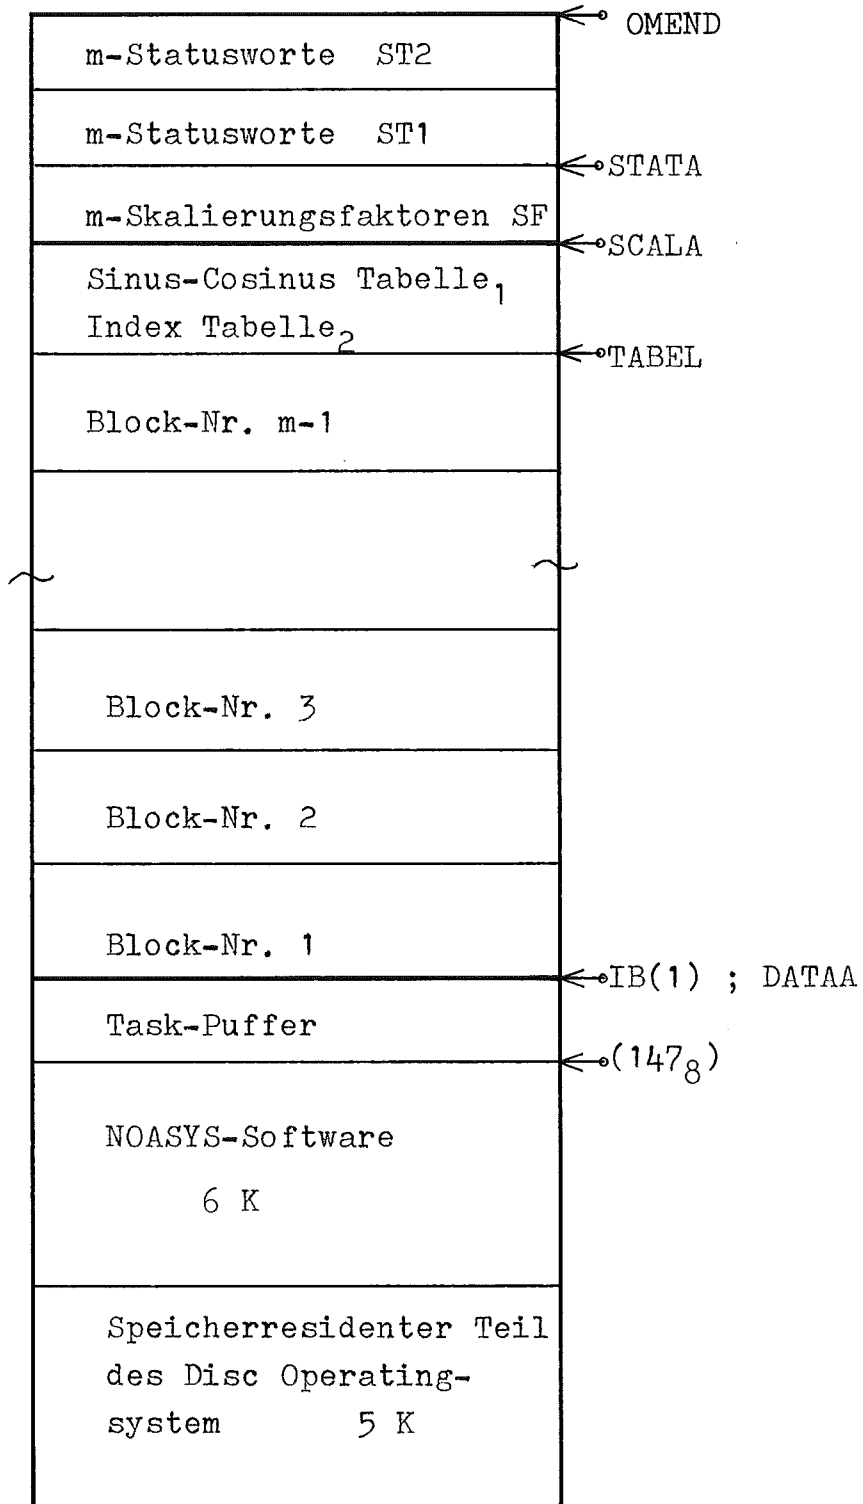 OMEND
m-Statusworte ST2
m-Statusworte ST1
STATA
m-Skalierungsfaktoren SF
SCALA
Sinus-Cosinus Tabelle₁
Index Tabelle₂
TABEL
Block-Nr. m-1
Block-Nr. 3
Block-Nr. 2
Block-Nr. 1
IB(1) ; DATAA
Task-Puffer
(147₈)
NOASYS-Software
6 K
Speicherresidenter Teil
des Disc Operating-
system 5 K